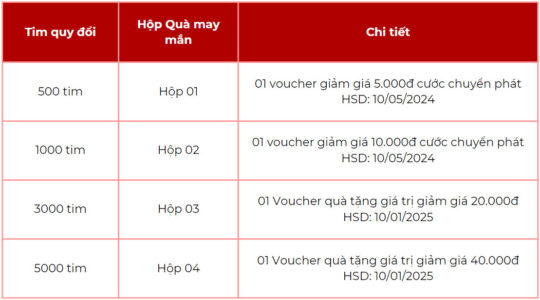 Tim quy đổi
Hộp Quà may
mắn
Chi tiết
500 tim
Hộp 01
01 voucher giảm giá 5.000đ cước chuyển phát
HSD: 10/05/2024
1000 tim
Hộp 02
01 voucher giảm giá 10.000đ cước chuyển phát
HSD: 10/05/2024
3000 tim
Hộp 03
01 Voucher quà tặng giá trị giảm giá 20.000đ
HSD: 10/01/2025
5000 tim
Hộp 04
01 Voucher quà tặng giá trị giảm giá 40.000đ
HSD: 10/01/2025